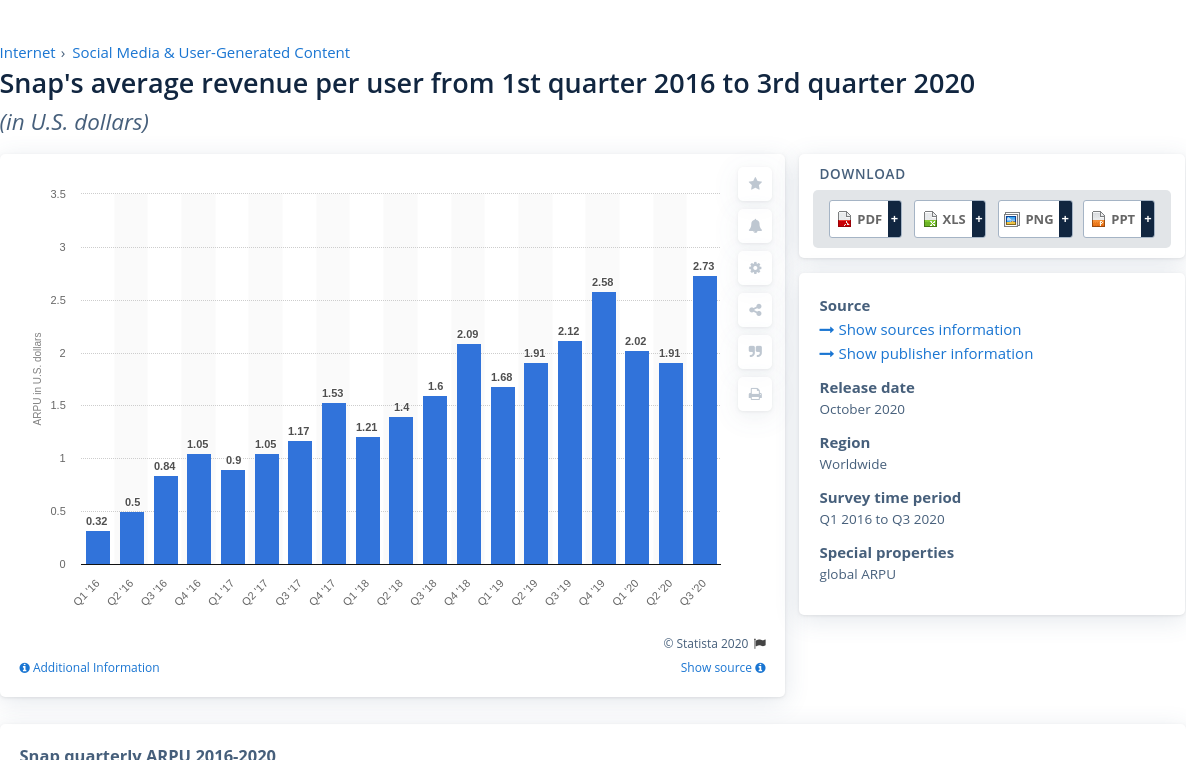 Internet › Social Media & User-Generated Content
Snap's average revenue per user from 1st quarter 2016 to 3rd quarter 2020
(in U.S. dollars)
ARPU in U.S. dollars
3.5
3
2.5
2
1.5
1
0.5
0
0.32
0.5
0.84
1.05
0.9
1.05
1.17
1.53
1.21
1.4
1.6
2.09
1.68
1.91
2.12
2.58
2.02
1.91
2.73
Q1 '16
Q2 '16
Q3 '16
Q4 '16
Q1 '17
Q2 '17
Q3 '17
Q4 '17
Q1 '18
Q2 '18
Q3 '18
Q4 '18
Q1 '19
Q2 '19
Q3 '19
Q4 '19
Q1 '20
Q2 '20
Q3 '20
© Statista 2020
Additional Information
Show source
DOWNLOAD
PDF + XLS + PNG + PPT +
Source
Show sources information
Show publisher information
Release date
October 2020
Region
Worldwide
Survey time period
Q1 2016 to Q3 2020
Special properties
global ARPU
Snap quarterly ARPU 2016-2020